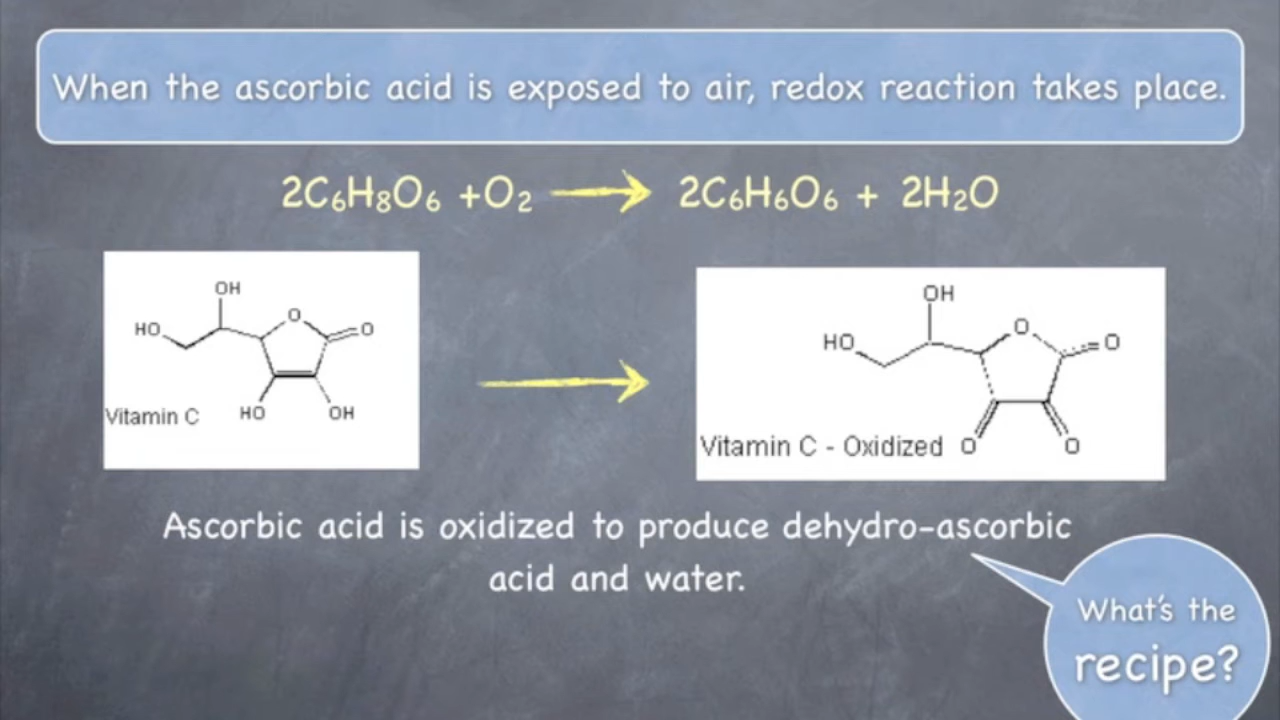 When the ascorbic acid is exposed to air, redox reaction takes place.
2C₆H₈O₆ +O₂ → 2C₆H₆O₆ + 2H₂O
OH
HO
O
O
HO
OH
Vitamin C
OH
HO
O
O
O
O
Vitamin C - Oxidized
Ascorbic acid is oxidized to produce dehydro-ascorbic
acid and water.
What's the
recipe?